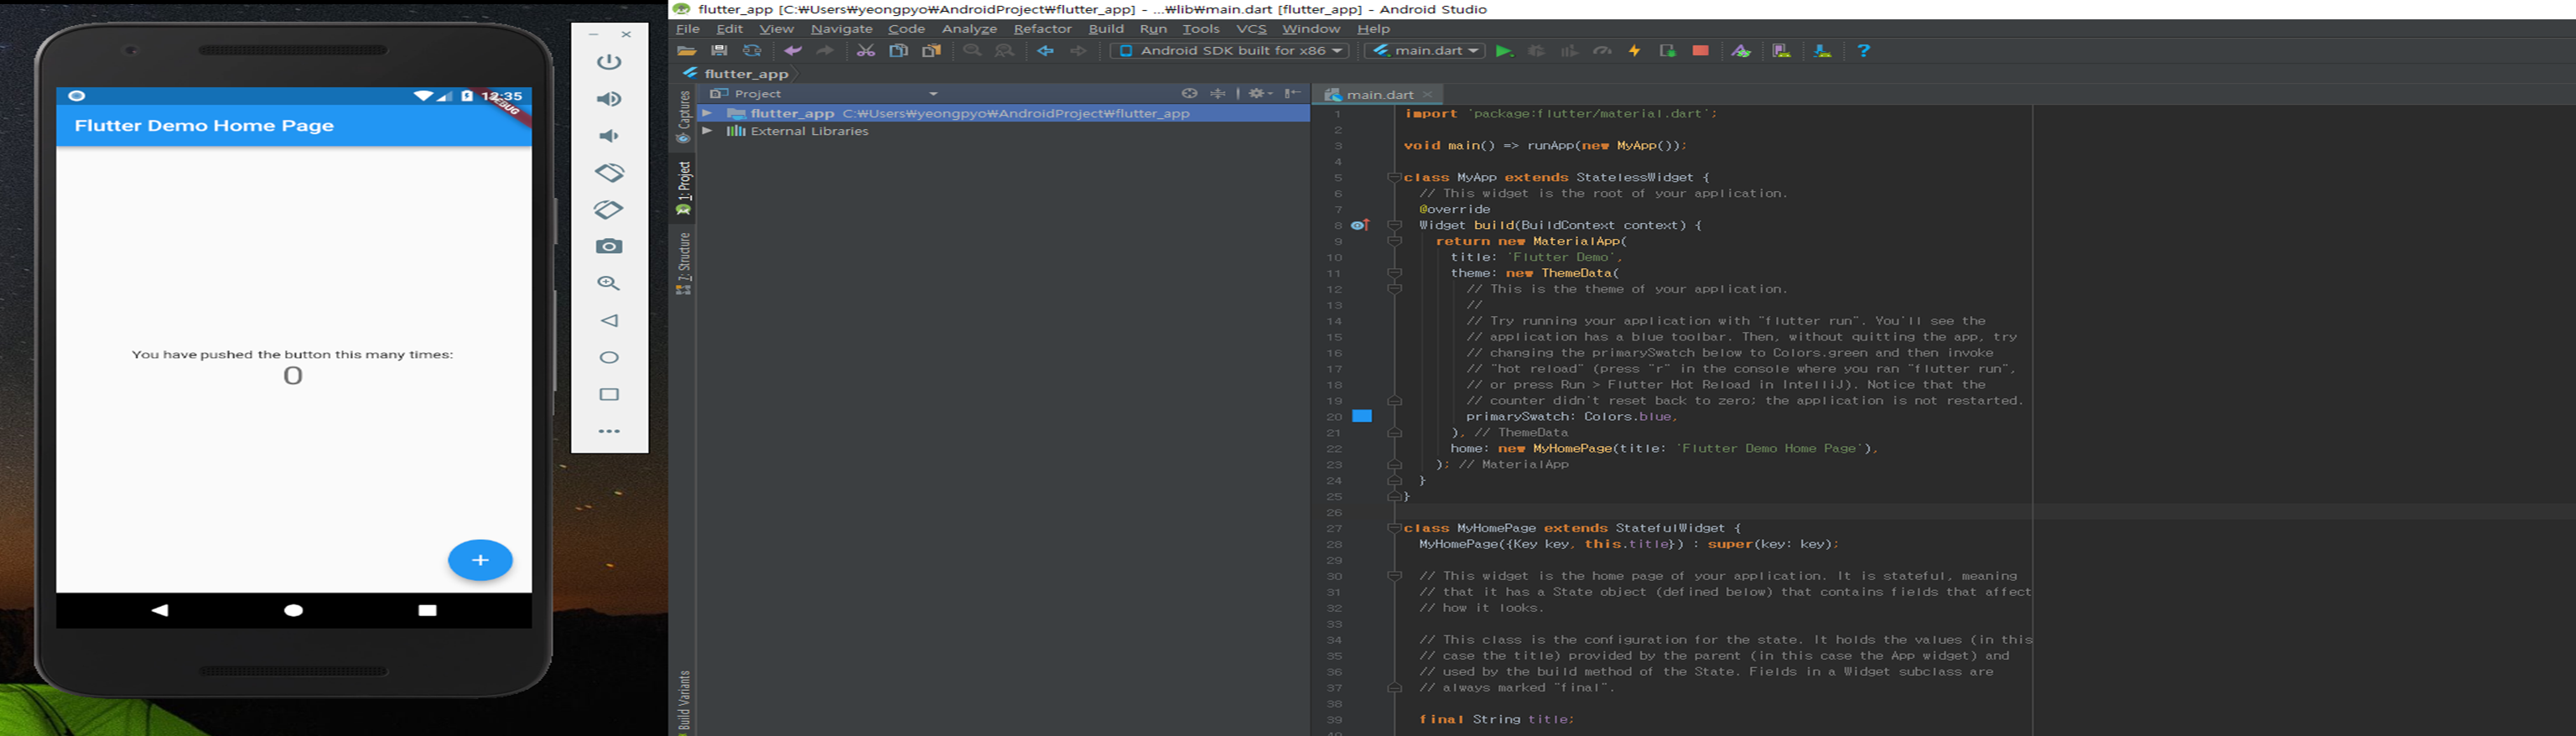 12:35
DEBUG
Flutter Demo Home Page
You have pushed the button this many times:
0
flutter_app [C:₩Users₩yeongpyo₩AndroidProject₩flutter_app] - ...₩lib₩main.dart [flutter_app] - Android Studio
File Edit View Navigate Code Analyze Refactor Build Run Tools VCS Window Help
Android SDK built for x86 main.dart
flutter_app
Captures
1: Project
7: Structure
Build Variants
Project
flutter_app C:₩Users₩yeongpyo₩AndroidProject₩flutter_app
External Libraries
main.dart
1 import 'package:flutter/material.dart';
2
3 void main() => runApp(new MyApp());
4
5 class MyApp extends StatelessWidget {
6 // This widget is the root of your application.
7 @override
8 Widget build(BuildContext context) {
9 return new MaterialApp(
10 title: 'Flutter Demo',
11 theme: new ThemeData(
12 // This is the theme of your application.
13 //
14 // Try running your application with "flutter run". You'll see the
15 // application has a blue toolbar. Then, without quitting the app, try
16 // changing the primarySwatch below to Colors.green and then invoke
17 // "hot reload" (press "r" in the console where you ran "flutter run",
18 // or press Run > Flutter Hot Reload in IntelliJ). Notice that the
19 // counter didn't reset back to zero; the application is not restarted.
20 primarySwatch: Colors.blue,
21 ), // ThemeData
22 home: new MyHomePage(title: 'Flutter Demo Home Page'),
23 ); // MaterialApp
24 }
25 }
26
27 class MyHomePage extends StatefulWidget {
28 MyHomePage({Key key, this.title}) : super(key: key);
29
30 // This widget is the home page of your application. It is stateful, meaning
31 // that it has a State object (defined below) that contains fields that affect
32 // how it looks.
33
34 // This class is the configuration for the state. It holds the values (in this
35 // case the title) provided by the parent (in this case the App widget) and
36 // used by the build method of the State. Fields in a Widget subclass are
37 // always marked "final".
38
39 final String title;